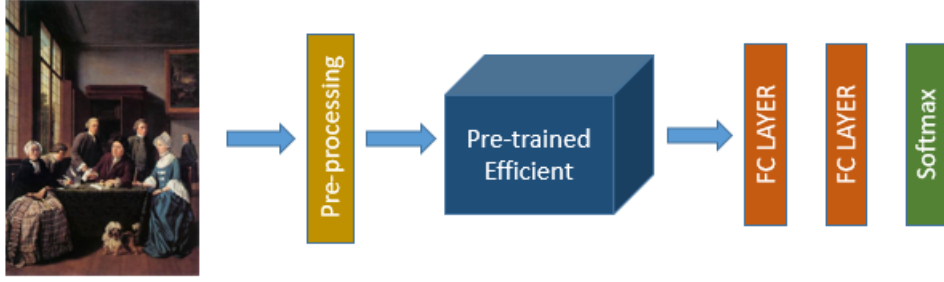 Pre-processing
Pre-trained
Efficient
FC LAYER
FC LAYER
Softmax